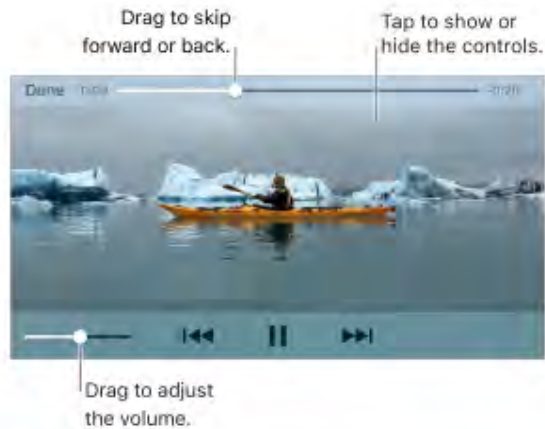 Drag to skip
forward or back.
Tap to show or
hide the controls.
Done
Drag to adjust
the volume.